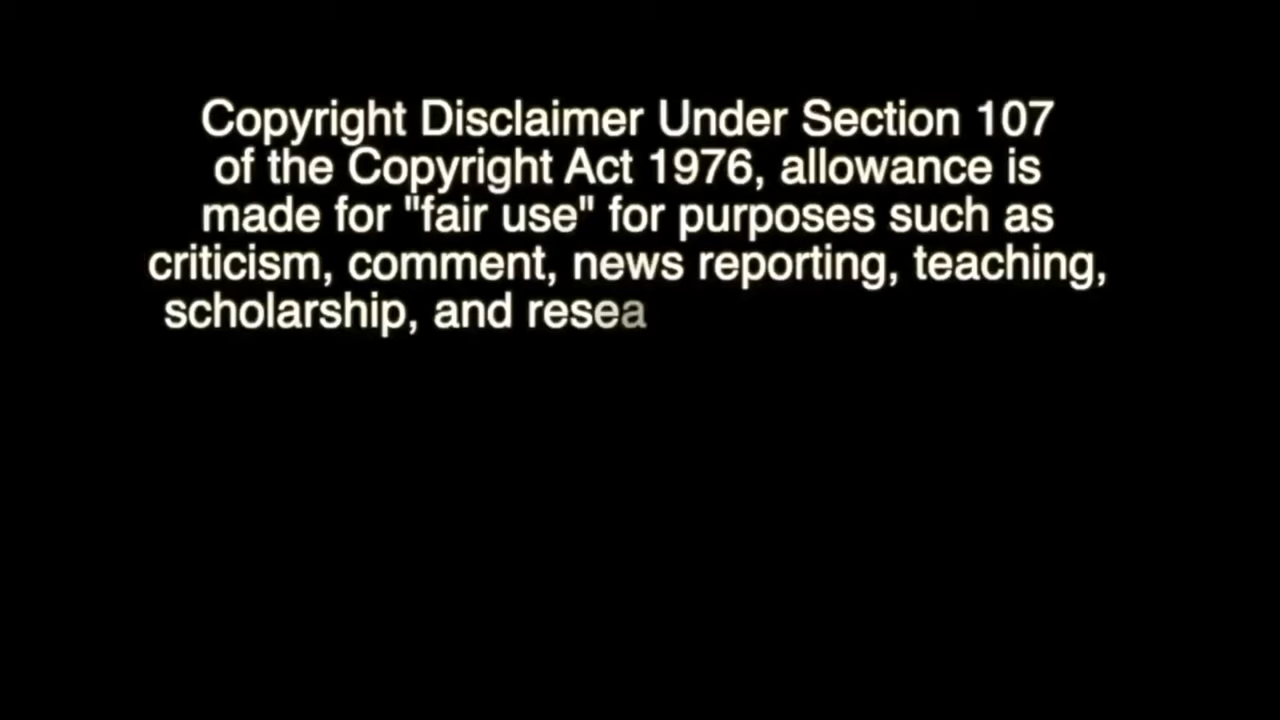 Copyright Disclaimer Under Section 107
of the Copyright Act 1976, allowance is
made for "fair use" for purposes such as
criticism, comment, news reporting, teaching,
scholarship, and resea